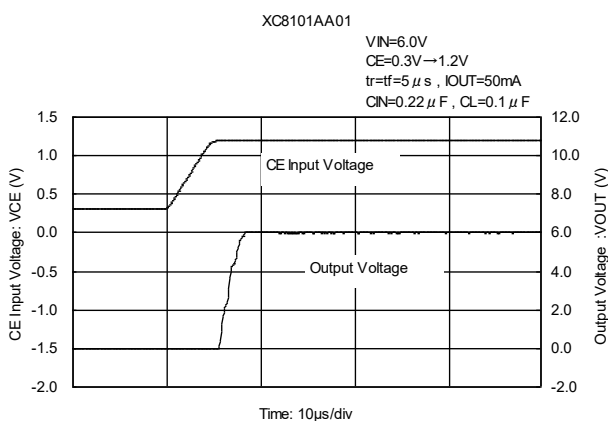 XC8101AA01
VIN=6.0V
CE=0.3V→1.2V
tr=tf=5μs , IOUT=50mA
CIN=0.22μF , CL=0.1μF
1.5
1.0
0.5
0.0
-0.5
-1.0
-1.5
-2.0
CE Input Voltage: VCE (V)
CE Input Voltage
Output Voltage
12.0
10.0
8.0
6.0
4.0
2.0
0.0
-2.0
Output Voltage :VOUT (V)
Time: 10μs/div